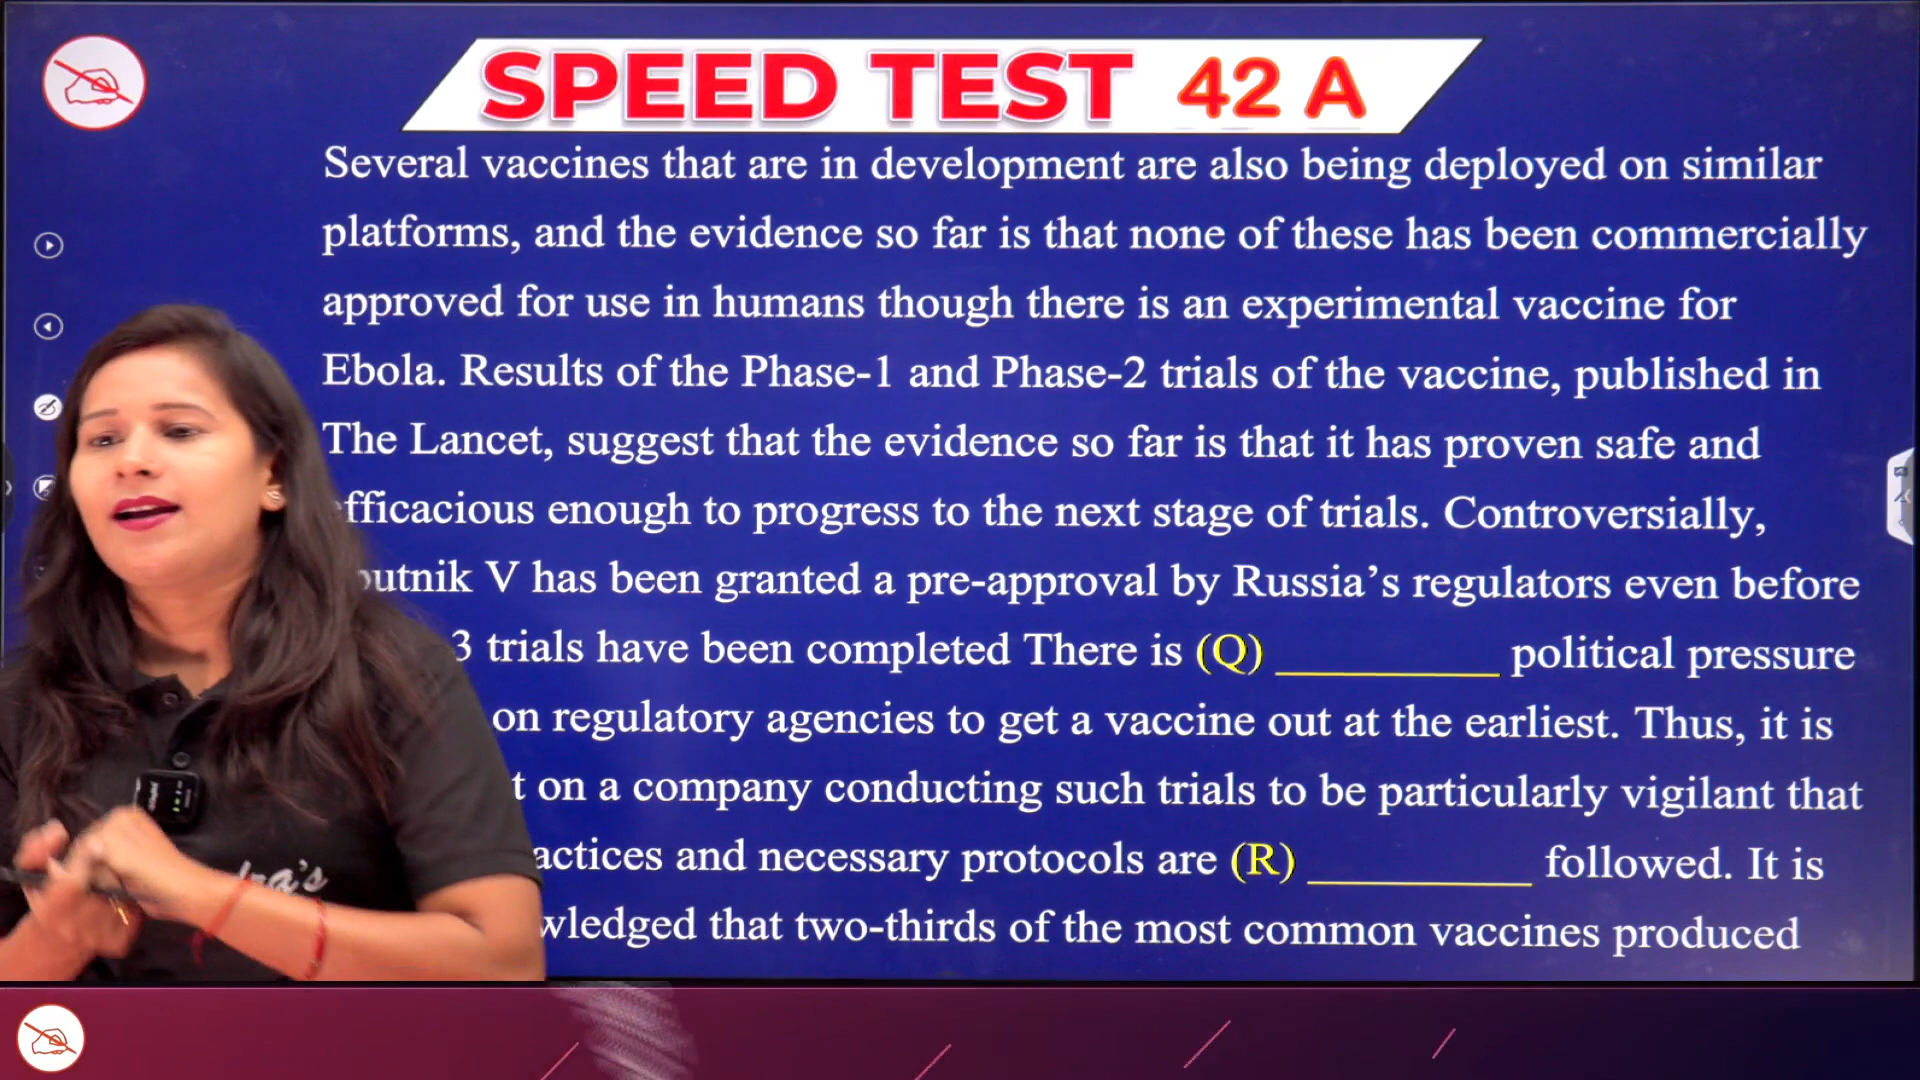 SPEED TEST 42 A
Several vaccines that are in development are also being deployed on similar
platforms, and the evidence so far is that none of these has been commercially
approved for use in humans though there is an experimental vaccine for
Ebola. Results of the Phase-1 and Phase-2 trials of the vaccine, published in
The Lancet, suggest that the evidence so far is that it has proven safe and
fficacious enough to progress to the next stage of trials. Controversially,
utnik V has been granted a pre-approval by Russia's regulators even before
3 trials have been completed There is (Q) __________ political pressure
on regulatory agencies to get a vaccine out at the earliest. Thus, it is
t on a company conducting such trials to be particularly vigilant that
actices and necessary protocols are (R) __________ followed. It is
wledged that two-thirds of the most common vaccines produced